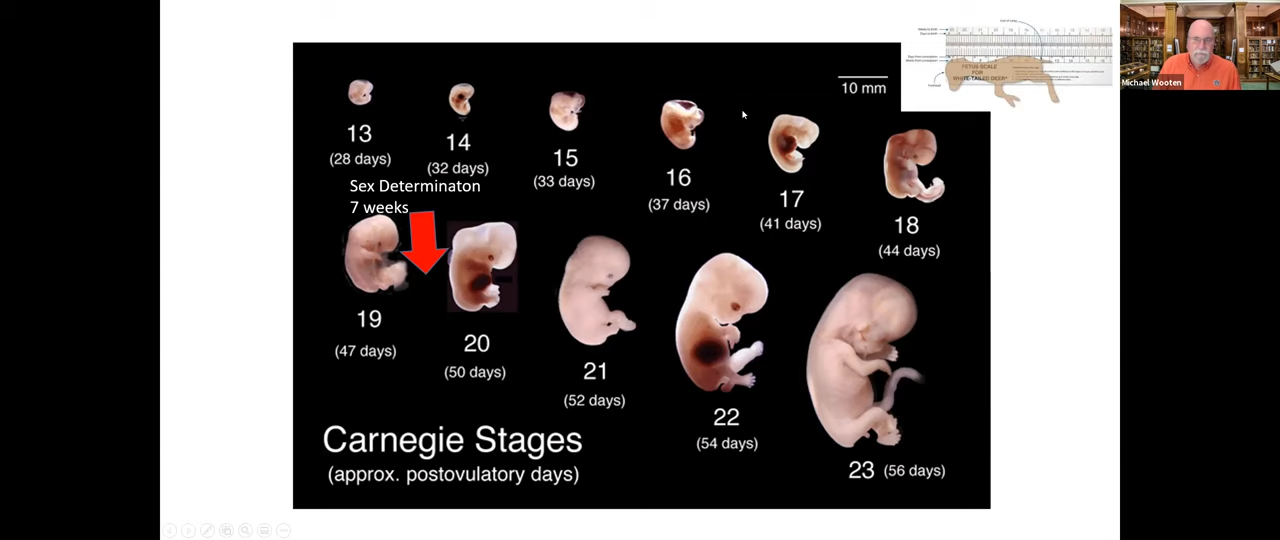 10 mm
Michael Wooten
FETUS SCALE
FOR
WHITE-TAILED DEER
13
(28 days)
14
(32 days)
15
(33 days)
16
(37 days)
17
(41 days)
18
(44 days)
Sex Determinaton
7 weeks
19
(47 days)
20
(50 days)
21
(52 days)
22
(54 days)
23 (56 days)
Carnegie Stages
(approx. postovulatory days)